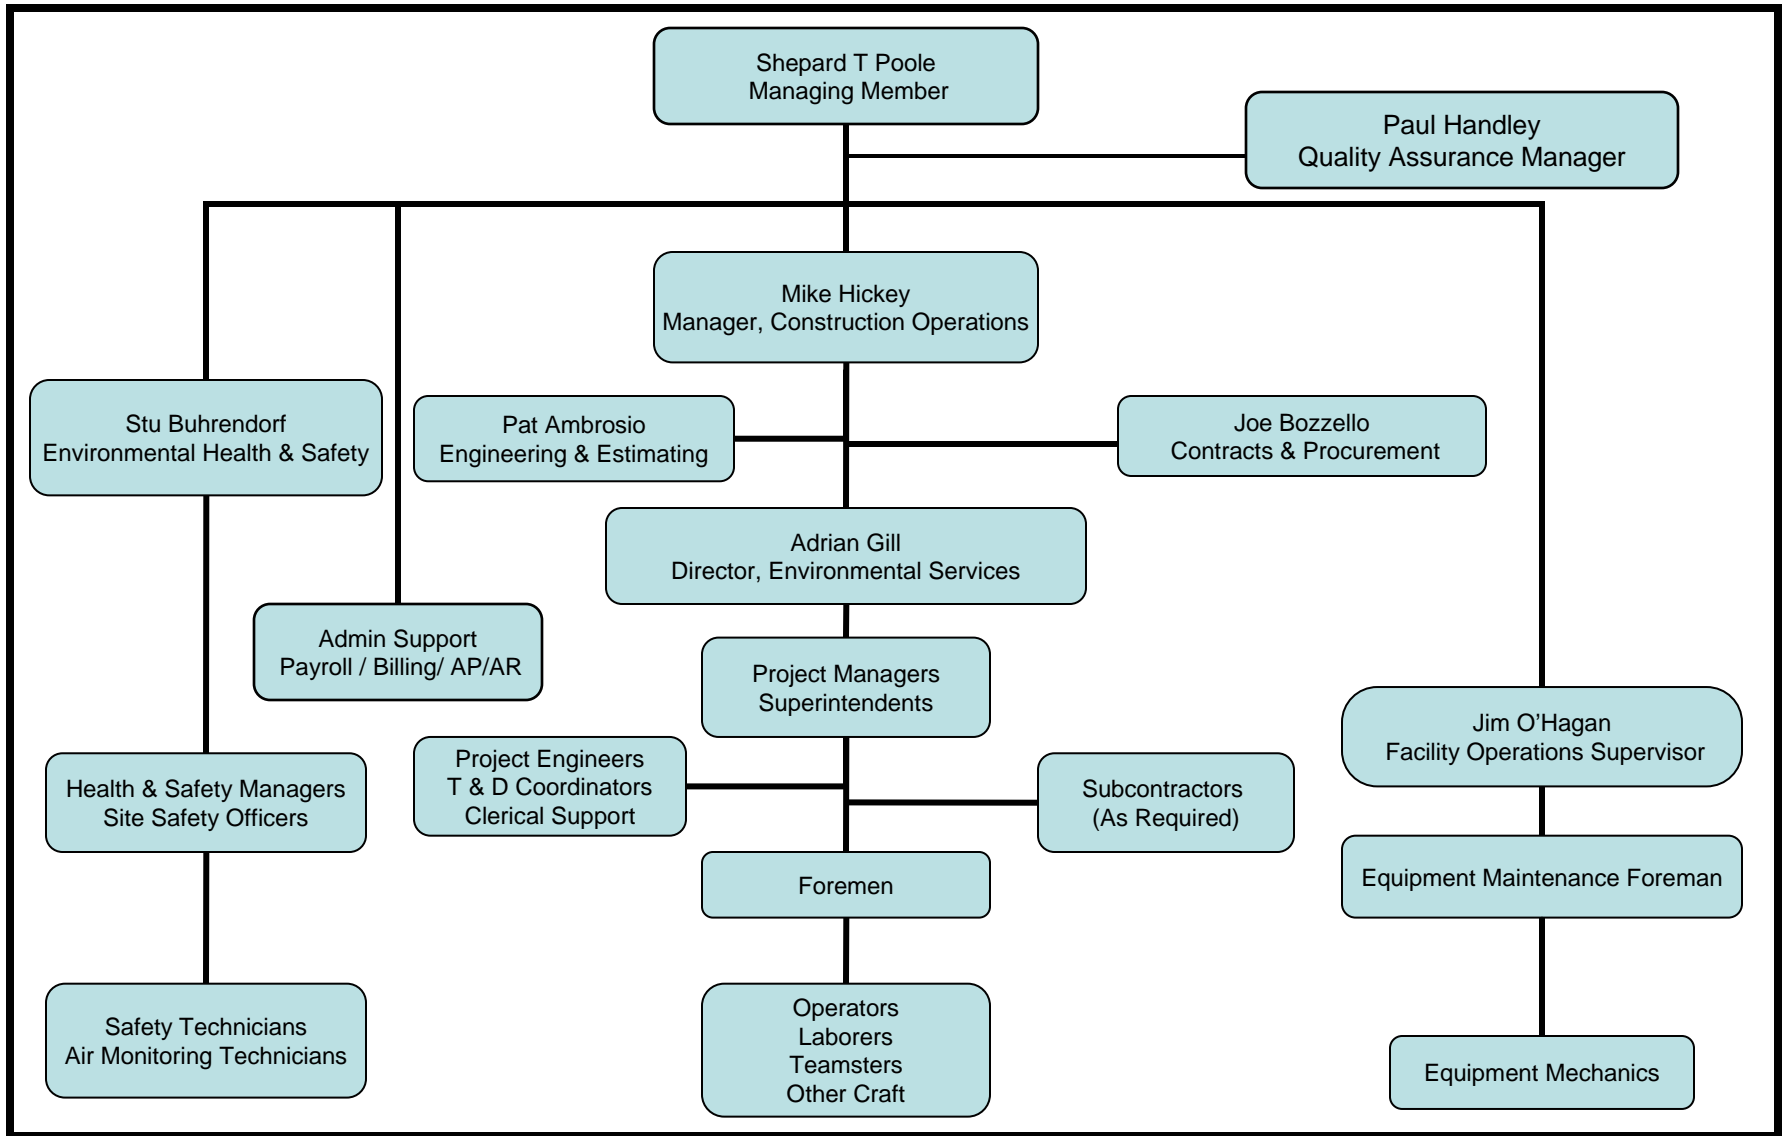 Shepard T Poole
Managing Member
Paul Handley
Quality Assurance Manager
Mike Hickey
Manager, Construction Operations
Stu Buhrendorf
Environmental Health & Safety
Pat Ambrosio
Engineering & Estimating
Joe Bozzello
Contracts & Procurement
Adrian Gill
Director, Environmental Services
Admin Support
Payroll / Billing/ AP/AR
Project Managers
Superintendents
Jim O’Hagan
Facility Operations Supervisor
Health & Safety Managers
Site Safety Officers
Project Engineers
T & D Coordinators
Clerical Support
Subcontractors
(As Required)
Foremen
Equipment Maintenance Foreman
Safety Technicians
Air Monitoring Technicians
Operators
Laborers
Teamsters
Other Craft
Equipment Mechanics